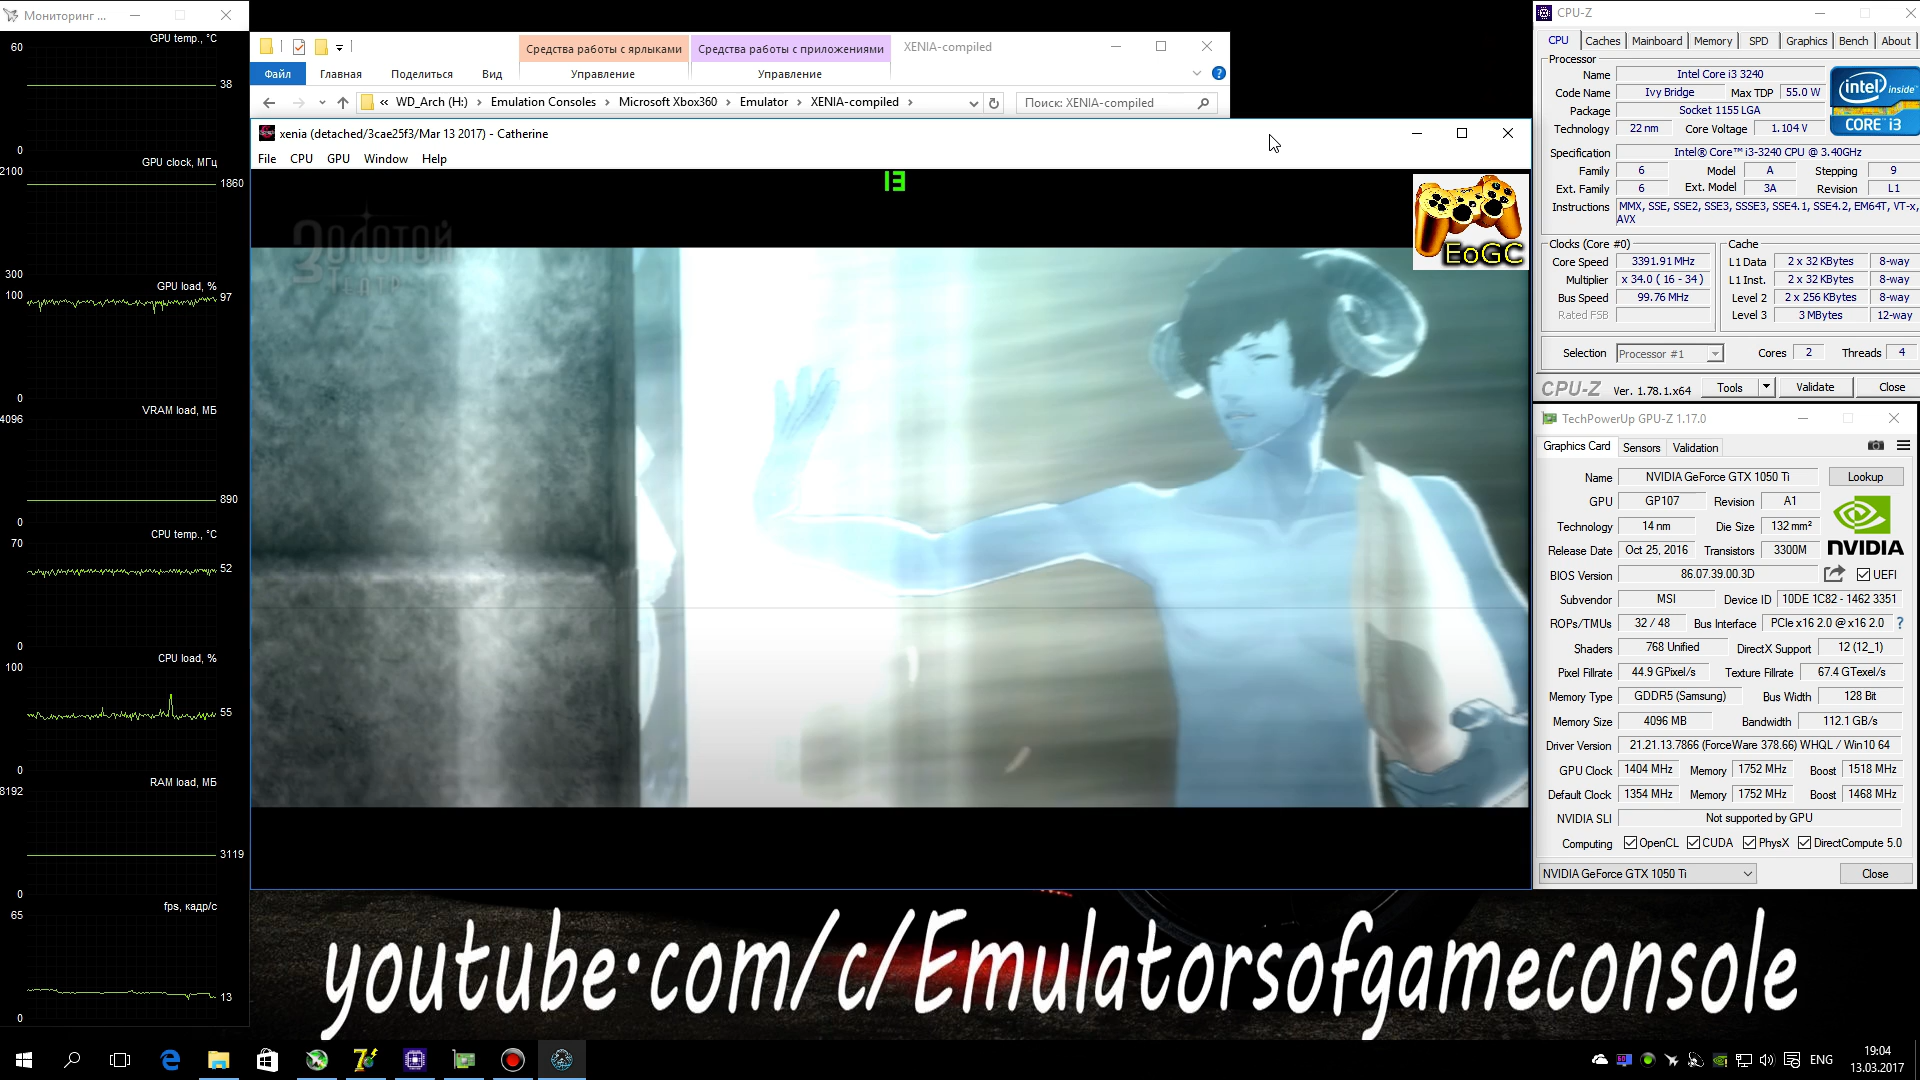 Мониторинг ...
GPU temp., °C
60
38
0
GPU clock, МГц
2100
1860
300
GPU load, %
100
97
0
VRAM load, МБ
4096
890
0
CPU temp., °C
70
52
0
CPU load, %
100
55
0
RAM load, МБ
8192
3119
0
fps, кадр/с
65
13
0
Средства работы с ярлыками
Средства работы с приложениями
XENIA-compiled
Файл
Главная
Поделиться
Вид
Управление
Управление
« WD_Arch (H:) > Emulation Consoles > Microsoft Xbox360 > Emulator > XENIA-compiled >
Поиск: XENIA-compiled
xenia (detached/3cae25f3/Mar 13 2017) - Catherine
File CPU GPU Window Help
13
Золотой
Театр
EoGC
CPU-Z
CPU Caches Mainboard Memory SPD Graphics Bench About
Processor
Name Intel Core i3 3240
Code Name Ivy Bridge Max TDP 55.0 W
Package Socket 1155 LGA
Technology 22 nm Core Voltage 1.104 V
intel inside™
CORE i3
Specification Intel® Core™ i3-3240 CPU @ 3.40GHz
Family 6 Model A Stepping 9
Ext. Family 6 Ext. Model 3A Revision L1
Instructions MMX, SSE, SSE2, SSE3, SSSE3, SSE4.1, SSE4.2, EM64T, VT-x,
AVX
Clocks (Core #0)
Core Speed 3391.91 MHz
Multiplier x 34.0 ( 16 - 34 )
Bus Speed 99.76 MHz
Rated FSB
Cache
L1 Data 2 x 32 KBytes 8-way
L1 Inst. 2 x 32 KBytes 8-way
Level 2 2 x 256 KBytes 8-way
Level 3 3 MBytes 12-way
Selection Processor #1 Cores 2 Threads 4
CPU-Z Ver. 1.78.1.x64 Tools Validate Close
TechPowerUp GPU-Z 1.17.0
Graphics Card Sensors Validation
Name NVIDIA GeForce GTX 1050 Ti Lookup
GPU GP107 Revision A1
Technology 14 nm Die Size 132 mm²
Release Date Oct 25, 2016 Transistors 3300M
NVIDIA
BIOS Version 86.07.39.00.3D UEFI
Subvendor MSI Device ID 10DE 1C82 - 1462 3351
ROPs/TMUs 32 / 48 Bus Interface PCIe x16 2.0 @ x16 2.0 ?
Shaders 768 Unified DirectX Support 12 (12_1)
Pixel Fillrate 44.9 GPixel/s Texture Fillrate 67.4 GTexel/s
Memory Type GDDR5 (Samsung) Bus Width 128 Bit
Memory Size 4096 MB Bandwidth 112.1 GB/s
Driver Version 21.21.13.7866 (ForceWare 378.66) WHQL / Win10 64
GPU Clock 1404 MHz Memory 1752 MHz Boost 1518 MHz
Default Clock 1354 MHz Memory 1752 MHz Boost 1468 MHz
NVIDIA SLI Not supported by GPU
Computing OpenCL CUDA PhysX DirectCompute 5.0
NVIDIA GeForce GTX 1050 Ti Close
youtube.com/c/Emulatorsofgameconsole
ENG
19:04
13.03.2017